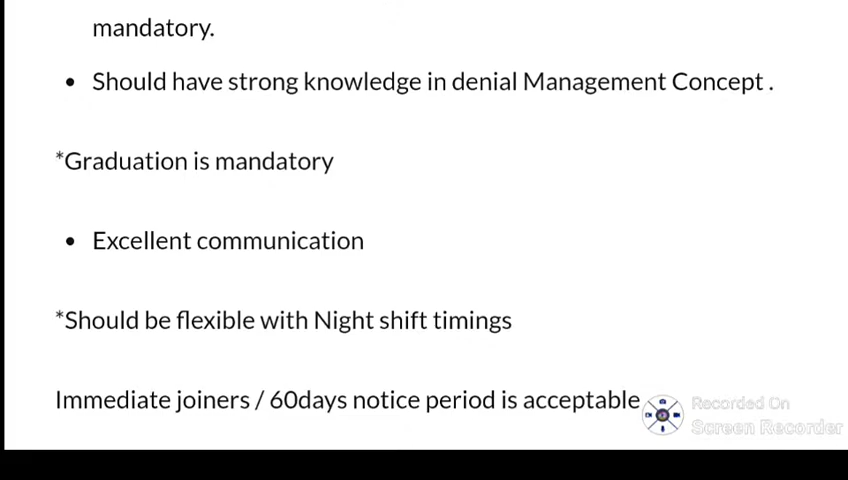 mandatory.
• Should have strong knowledge in denial Management Concept .
*Graduation is mandatory
• Excellent communication
*Should be flexible with Night shift timings
Immediate joiners / 60days notice period is acceptable
Recorded On
Screen Recorder